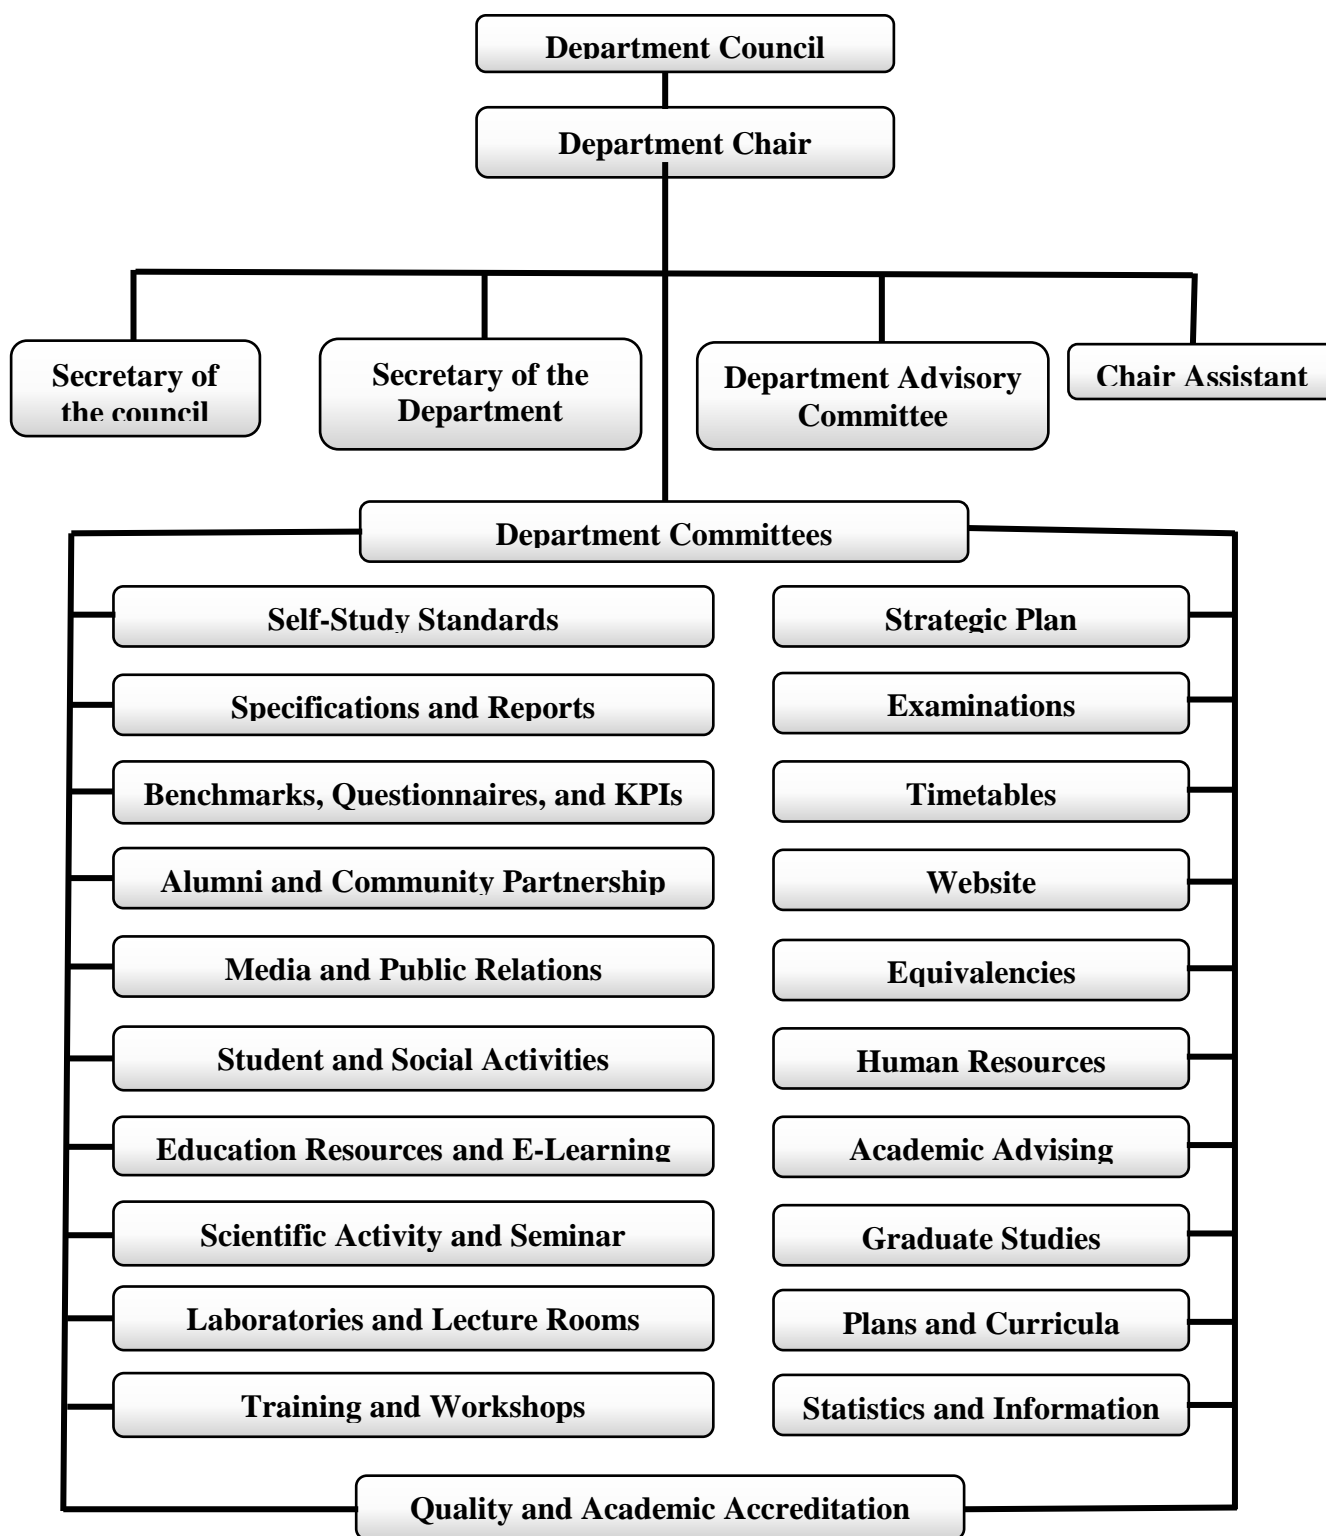 Department Council
Department Chair
Secretary of
the council
Secretary of the
Department
Department Advisory
Committee
Chair Assistant
Department Committees
Self-Study Standards
Strategic Plan
Specifications and Reports
Examinations
Benchmarks, Questionnaires, and KPIs
Timetables
Alumni and Community Partnership
Website
Media and Public Relations
Equivalencies
Student and Social Activities
Human Resources
Education Resources and E-Learning
Academic Advising
Scientific Activity and Seminar
Graduate Studies
Laboratories and Lecture Rooms
Plans and Curricula
Training and Workshops
Statistics and Information
Quality and Academic Accreditation